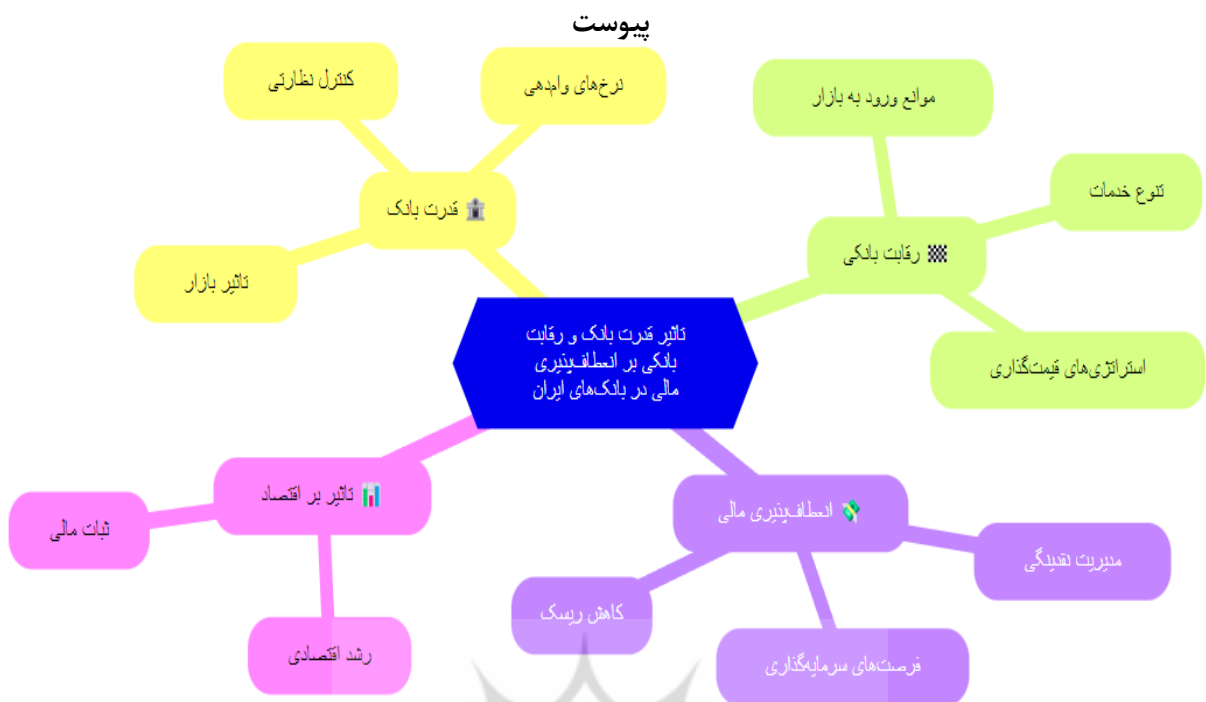 پیوست
نرخ‌های وام‌دهی
کنترل نظارتی
قدرت بانک
تاثیر بازار
موانع ورود به بازار
تنوع خدمات
رقابت بانکی
استراتژی‌های قیمت‌گذاری
تاثیر قدرت بانک و رقابت
بانکی بر انعطاف‌پذیری
مالی در بانک‌های ایران
تاثیر بر اقتصاد
ثبات مالی
رشد اقتصادی
انعطاف‌پذیری مالی
مدیریت نقدینگی
کاهش ریسک
فرصت‌های سرمایه‌گذاری